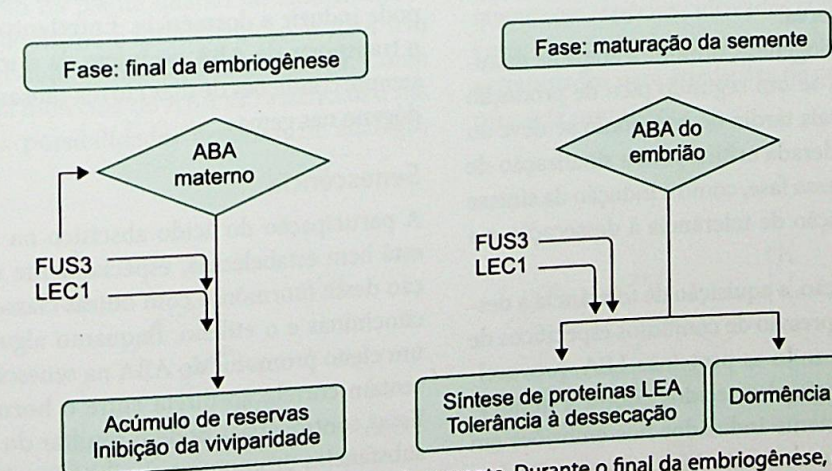 Fase: final da embriogênese
ABA
materno
FUS3
LEC1
Acúmulo de reservas
Inibição da viviparidade
Fase: maturação da semente
ABA do
embrião
FUS3
LEC1
Síntese de proteínas LEA
Tolerância à dessecação
Dormência
Durante o final da embriogênese,